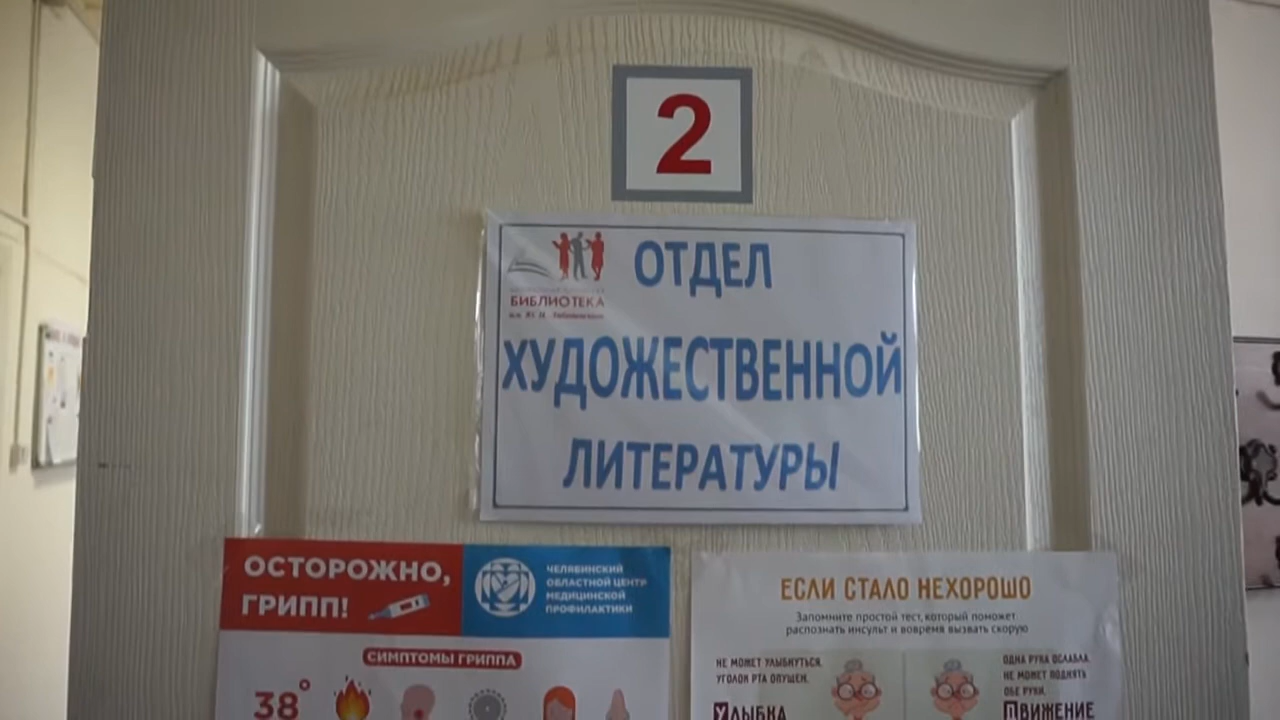 2
ОТДЕЛ
ХУДОЖЕСТВЕННОЙ
ЛИТЕРАТУРЫ
БИБЛИОТЕКА
ОСТОРОЖНО,
ГРИПП!
ЧЕЛЯБИНСКИЙ
ОБЛАСТНОЙ ЦЕНТР
МЕДИЦИНСКОЙ
ПРОФИЛАКТИКИ
СИМПТОМЫ ГРИППА
38°
ЕСЛИ СТАЛО НЕХОРОШО
Запомните простой тест, который поможет
распознать инсульт и вовремя вызвать скорую
НЕ МОЖЕТ УЛЫБНУТЬСЯ.
УГОЛОК РТА ОПУЩЕН.
УЛЫБКА
ОДНА РУКА ОСЛАБЛА.
НЕ МОЖЕТ ПОДНЯТЬ
ОБЕ РУКИ.
ДВИЖЕНИЕ